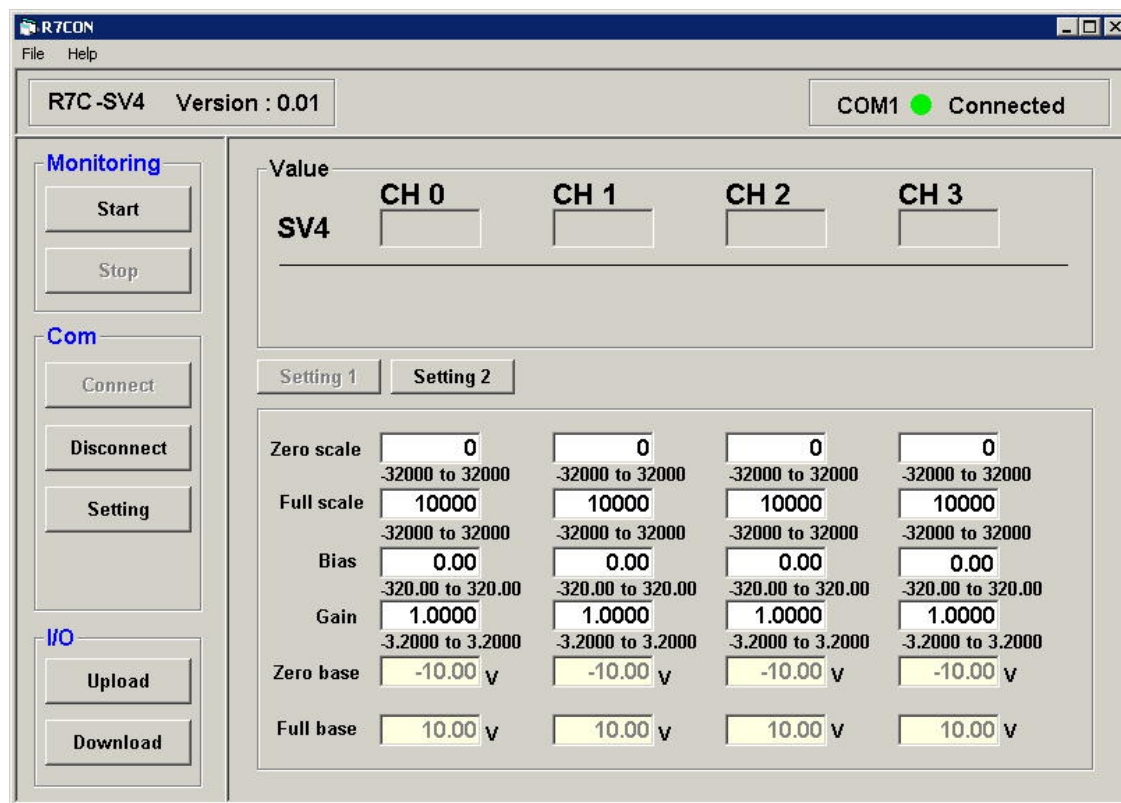 R7CON
File Help
R7C-SV4 Version : 0.01
COM1 Connected
Monitoring
Start
Stop
Com
Connect
Disconnect
Setting
I/O
Upload
Download
Value
CH 0 CH 1 CH 2 CH 3
SV4
Setting 1 Setting 2
Zero scale 0 0 0 0
-32000 to 32000 -32000 to 32000 -32000 to 32000 -32000 to 32000
Full scale 10000 10000 10000 10000
-32000 to 32000 -32000 to 32000 -32000 to 32000 -32000 to 32000
Bias 0.00 0.00 0.00 0.00
-320.00 to 320.00 -320.00 to 320.00 -320.00 to 320.00 -320.00 to 320.00
Gain 1.0000 1.0000 1.0000 1.0000
-3.2000 to 3.2000 -3.2000 to 3.2000 -3.2000 to 3.2000 -3.2000 to 3.2000
Zero base -10.00 V -10.00 V -10.00 V -10.00 V
Full base 10.00 V 10.00 V 10.00 V 10.00 V